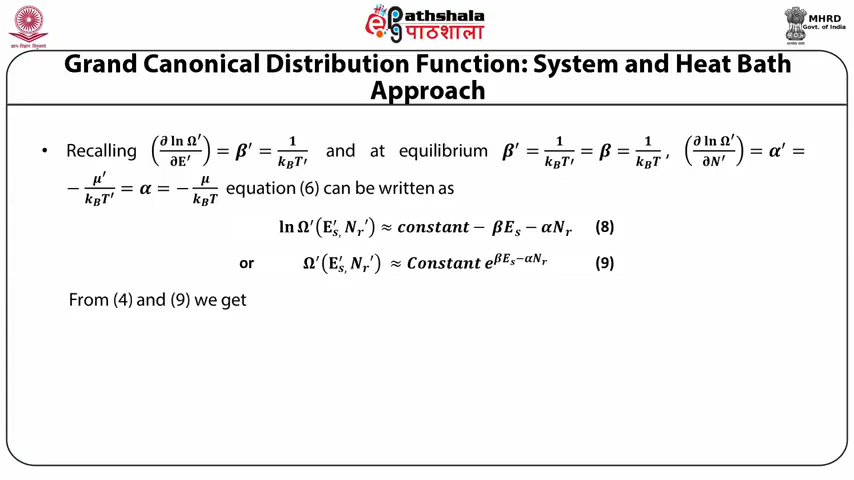 Pathshala
पाठशाला
MHRD
Govt. of India
Grand Canonical Distribution Function: System and Heat Bath
Approach
• Recalling (∂ ln Ω′/∂E′) = β′ = 1/k_B T′ and at equilibrium β′ = 1/k_B T′ = β = 1/k_B T , (∂ ln Ω′/∂N′) = α′ =
− μ′/k_B T′ = α = − μ/k_B T equation (6) can be written as
ln Ω′(E′_s, N_r′) ≈ constant − βE_s − αN_r (8)
or Ω′(E′_s, N_r′) ≈ Constant e^{βE_s−αN_r} (9)
From (4) and (9) we get